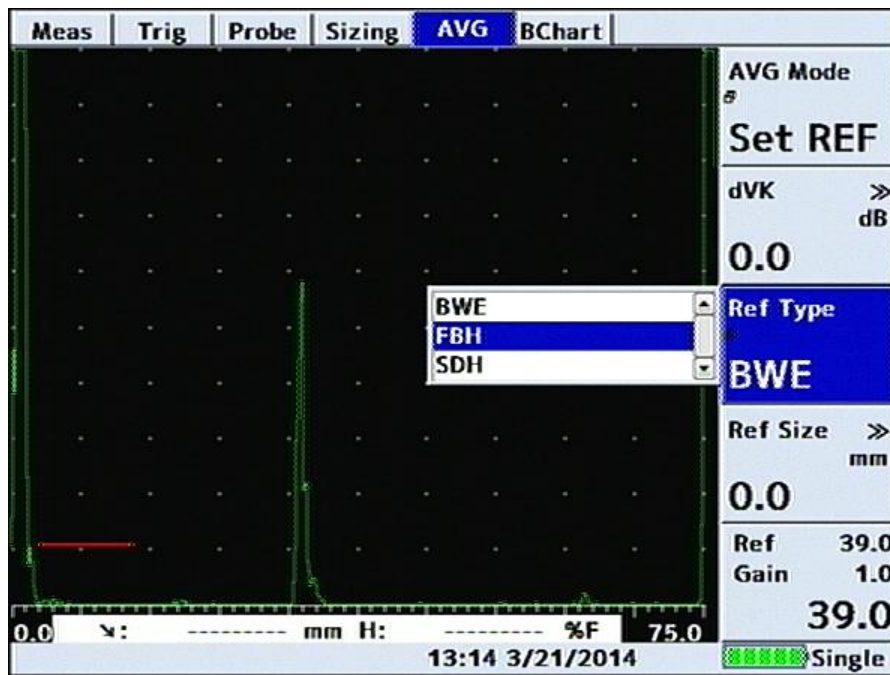 Meas Trig Probe Sizing AVG BChart
AVG Mode
Set REF
dVK
dB
0.0
BWE
FBH
SDH
Ref Type
BWE
Ref Size
mm
0.0
Ref 39.0
Gain 1.0
39.0
0.0 ↘: --------- mm H: --------- %F 75.0
13:14 3/21/2014
Single